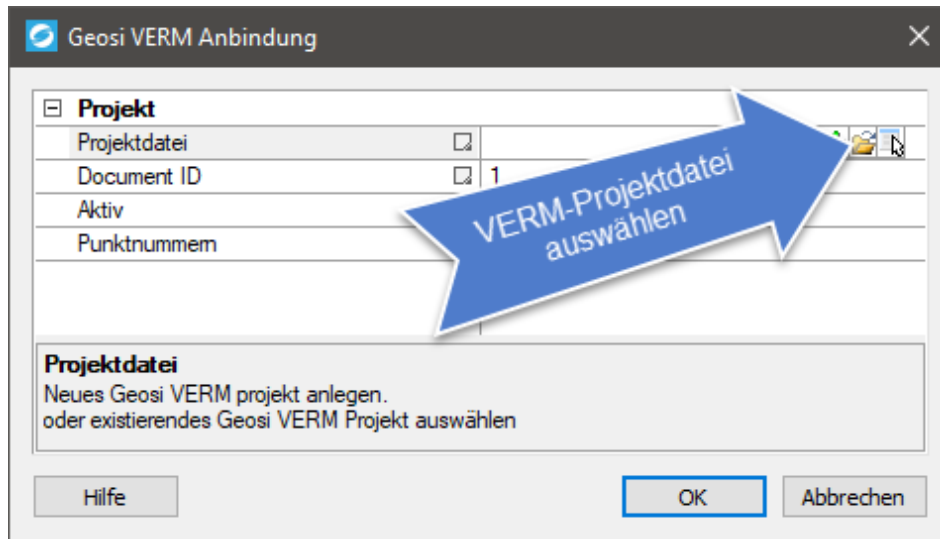 Geosi VERM Anbindung
Projekt
Projektdatei
Document ID
1
Aktiv
Punktnummern
VERM-Projektdatei
auswählen
Projektdatei
Neues Geosi VERM projekt anlegen.
oder existierendes Geosi VERM Projekt auswählen
Hilfe
OK
Abbrechen